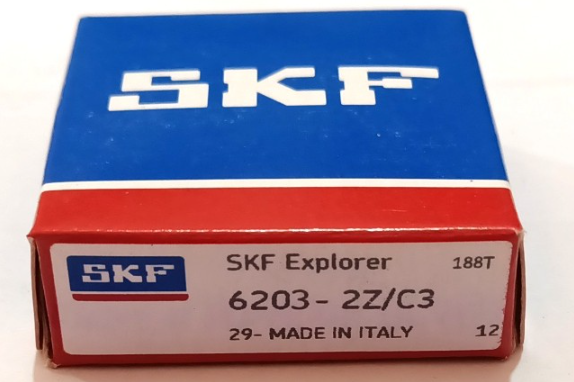 SKF
SKF
SKF Explorer 188T
6203- 2Z/C3
29- MADE IN ITALY 12